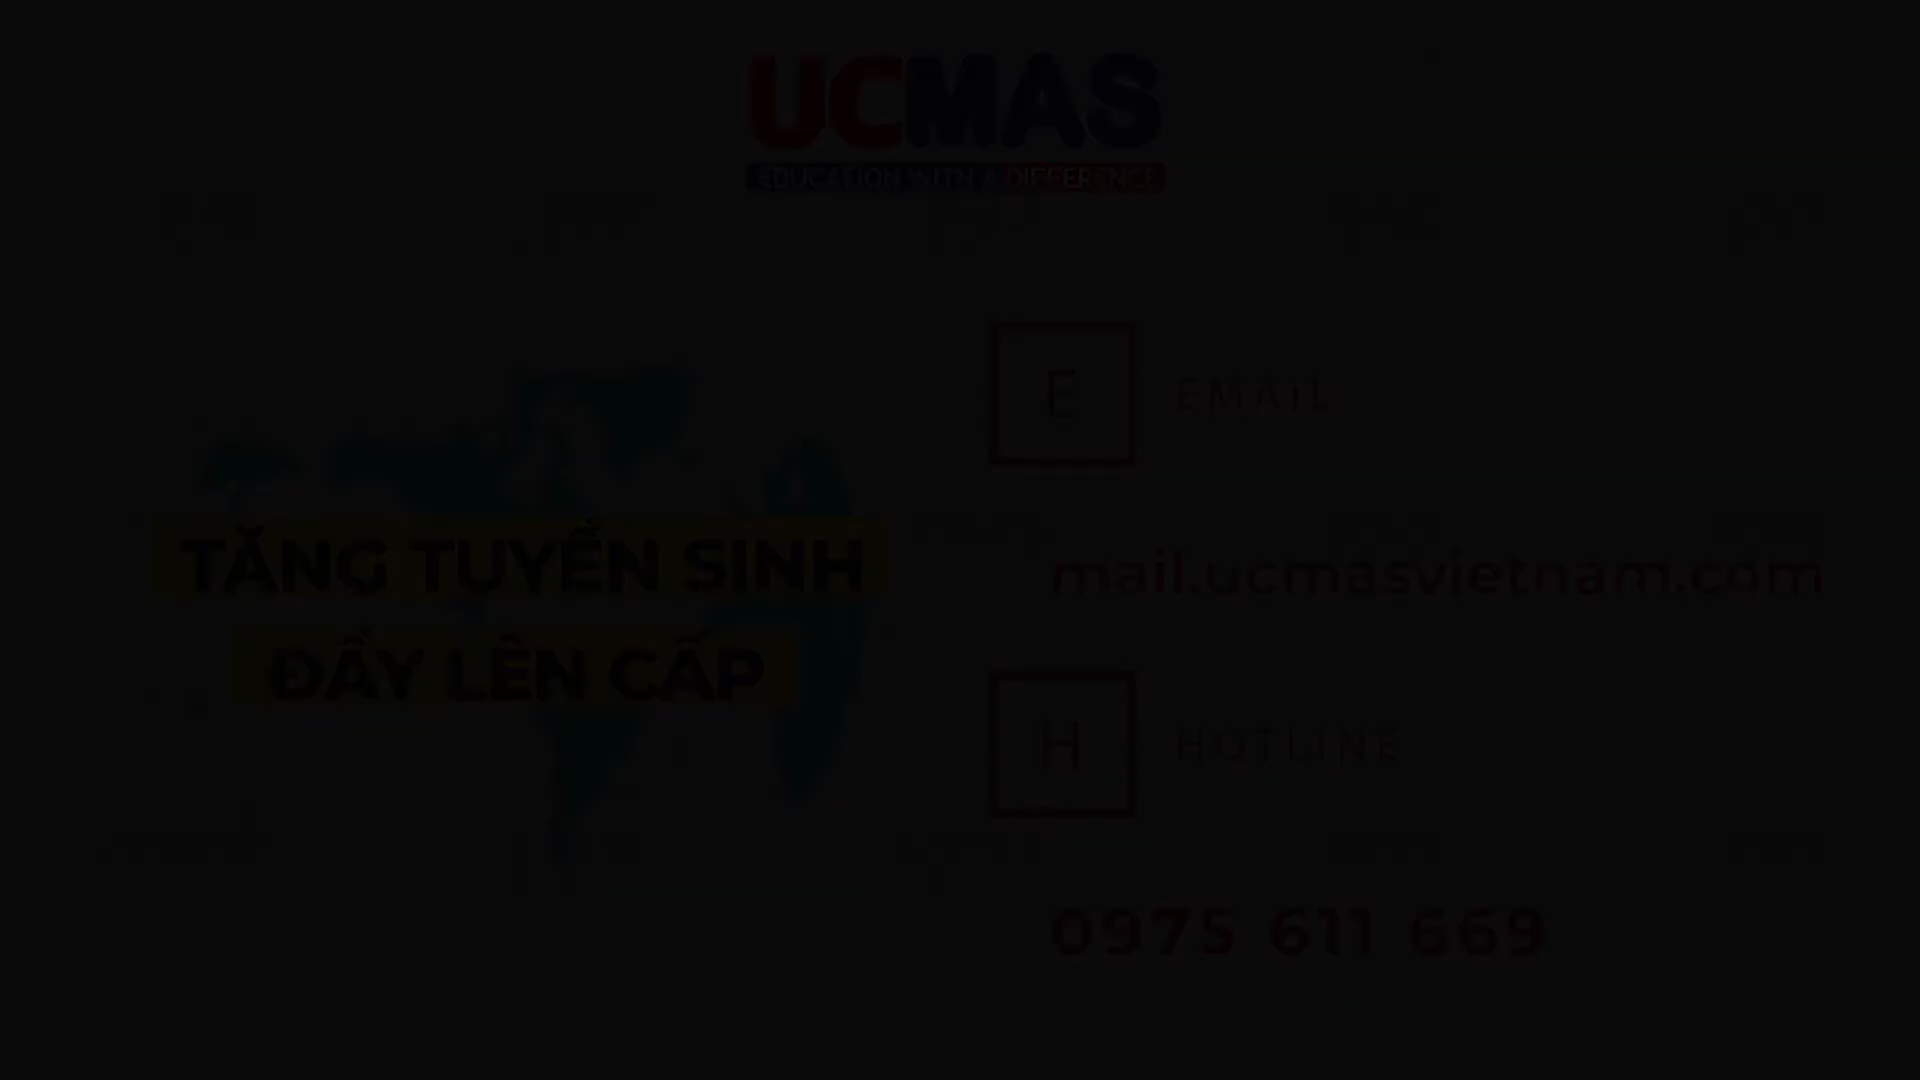 UCMAS
EDUCATION WITH A DIFFERENCE
E
EMAIL
TĂNG TUYỂN SINH
ĐẨY LÊN CẤP
mail.ucmasvietnam.com
H
HOTLINE
0975 611 669